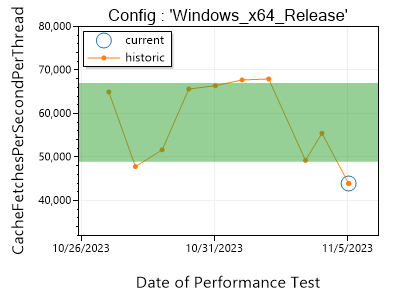 Config : 'Windows_x64_Release'
CacheFetchesPerSecondPerThread
80,000
70,000
60,000
50,000
40,000
current
historic
10/26/2023
10/31/2023
11/5/2023
Date of Performance Test